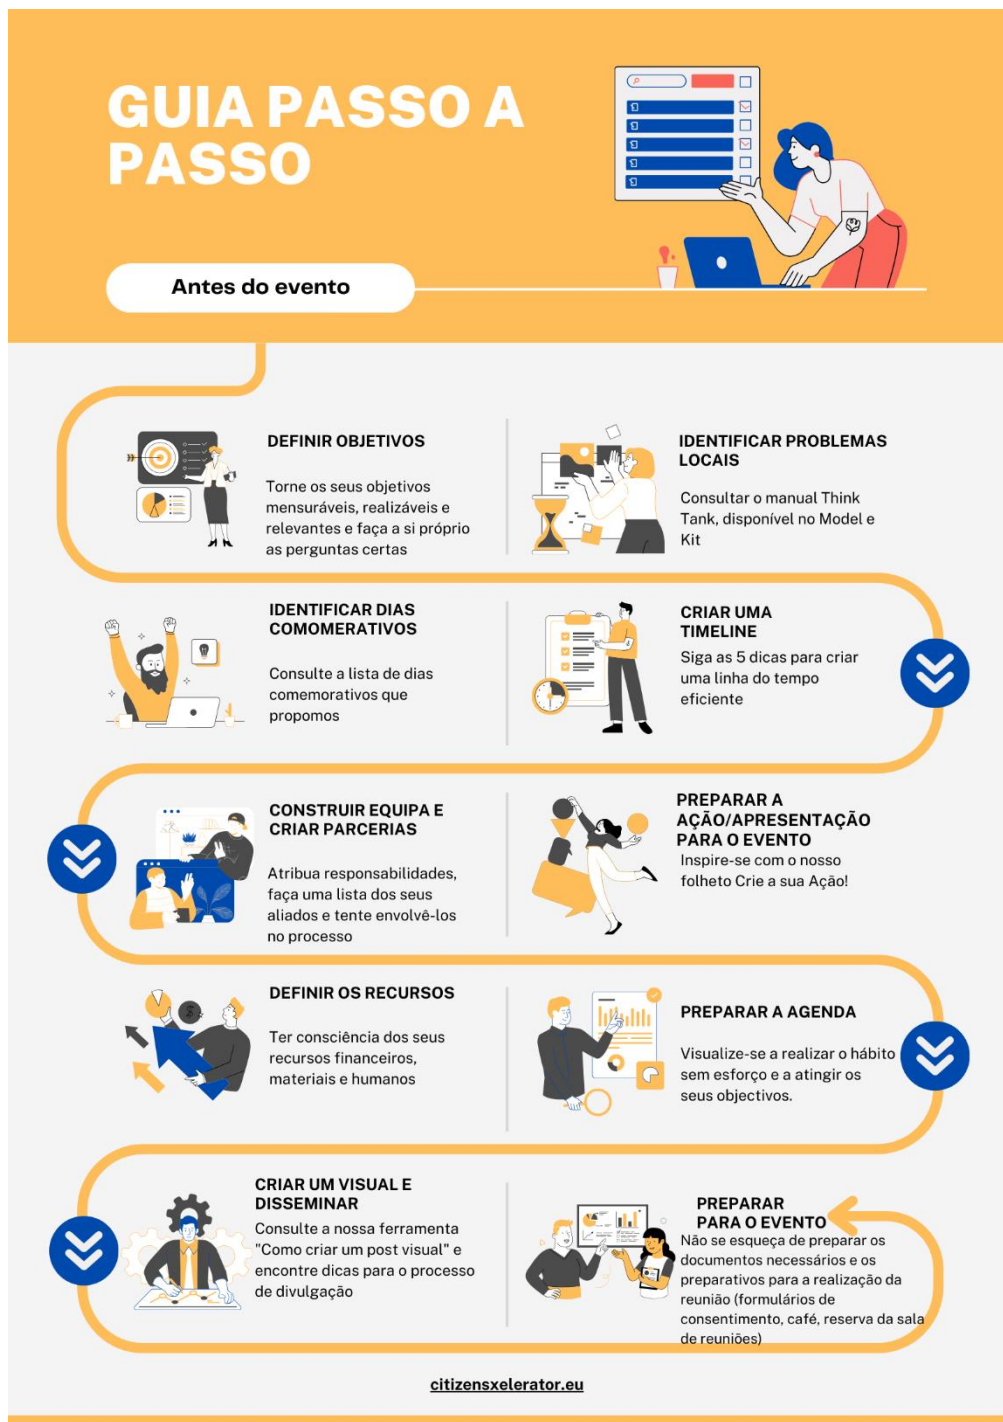 GUIA PASSO A
PASSO
Antes do evento
DEFINIR OBJETIVOS
Torne os seus objetivos
mensuráveis, realizáveis e
relevantes e faça a si próprio
as perguntas certas
IDENTIFICAR PROBLEMAS
LOCAIS
Consultar o manual Think
Tank, disponível no Model e
Kit
IDENTIFICAR DIAS
COMOMERATIVOS
Consulte a lista de dias
comemorativos que
propomos
CRIAR UMA
TIMELINE
Siga as 5 dicas para criar
uma linha do tempo
eficiente
CONSTRUIR EQUIPA E
CRIAR PARCERIAS
Atribua responsabilidades,
faça uma lista dos seus
aliados e tente envolvê-los
no processo
PREPARAR A
AÇÃO/APRESENTAÇÃO
PARA O EVENTO
Inspire-se com o nosso
folheto Crie a sua Ação!
DEFINIR OS RECURSOS
Ter consciência dos seus
recursos financeiros,
materiais e humanos
PREPARAR A AGENDA
Visualize-se a realizar o hábito
sem esforço e a atingir os
seus objectivos.
CRIAR UM VISUAL E
DISSEMINAR
Consulte a nossa ferramenta
"Como criar um post visual" e
encontre dicas para o processo
de divulgação
PREPARAR
PARA O EVENTO
Não se esqueça de preparar os
documentos necessários e os
preparativos para a realização da
reunião (formulários de
consentimento, café, reserva da sala
de reuniões)
citizensxelerator.eu